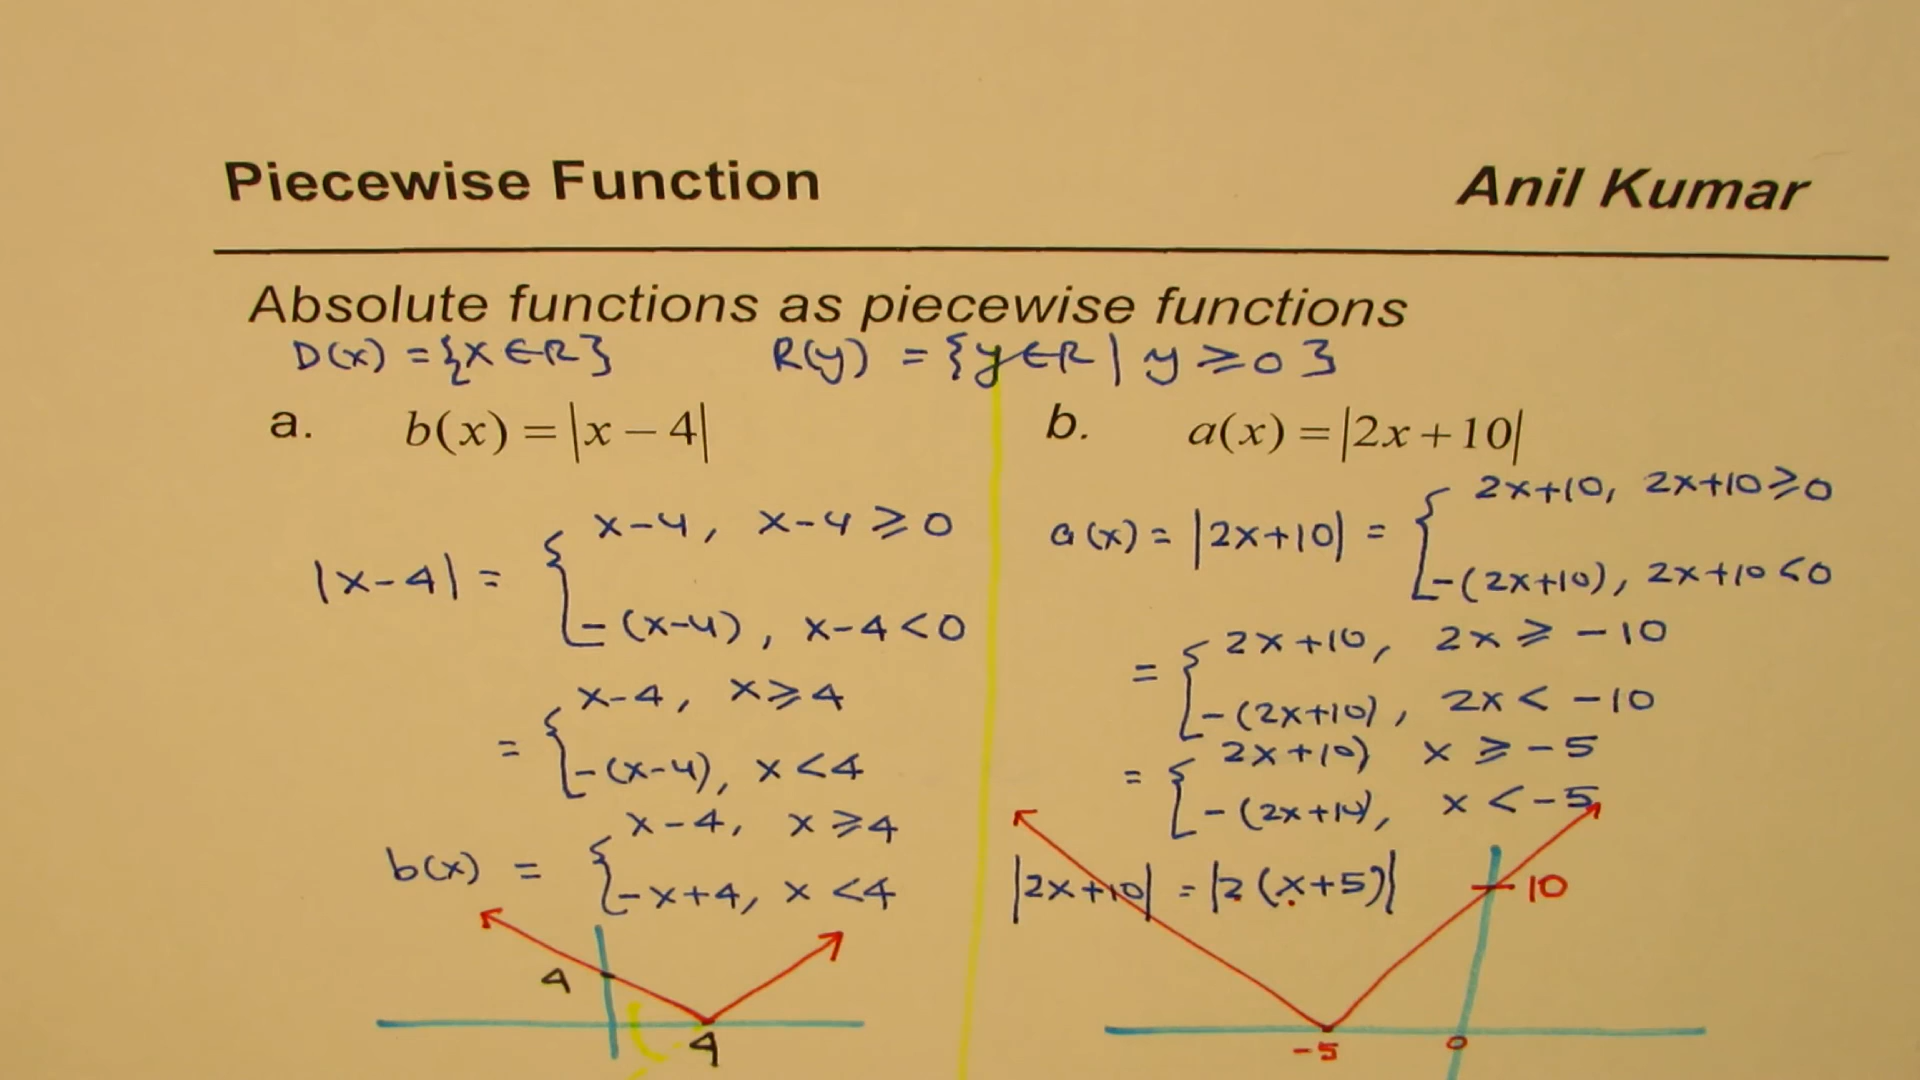 Piecewise Function Anil Kumar
Absolute functions as piecewise functions
D(x) = {x ∈ R} R(y) = {y ∈ R | y ≥ 0}
a. b(x) = |x − 4|
|x-4| = { x-4, x-4 ≥ 0
-(x-4), x-4 < 0
= { x-4, x ≥ 4
-(x-4), x < 4
b(x) = { x-4, x ≥ 4
-x+4, x < 4
4
4
b. a(x) = |2x + 10|
a(x) = |2x+10| = { 2x+10, 2x+10 ≥ 0
-(2x+10), 2x+10 < 0
= { 2x+10, 2x ≥ -10
-(2x+10), 2x < -10
= { 2x+10) x ≥ -5
-(2x+10), x < -5
|2x+10| = |2(x+5)|
10
-5 0